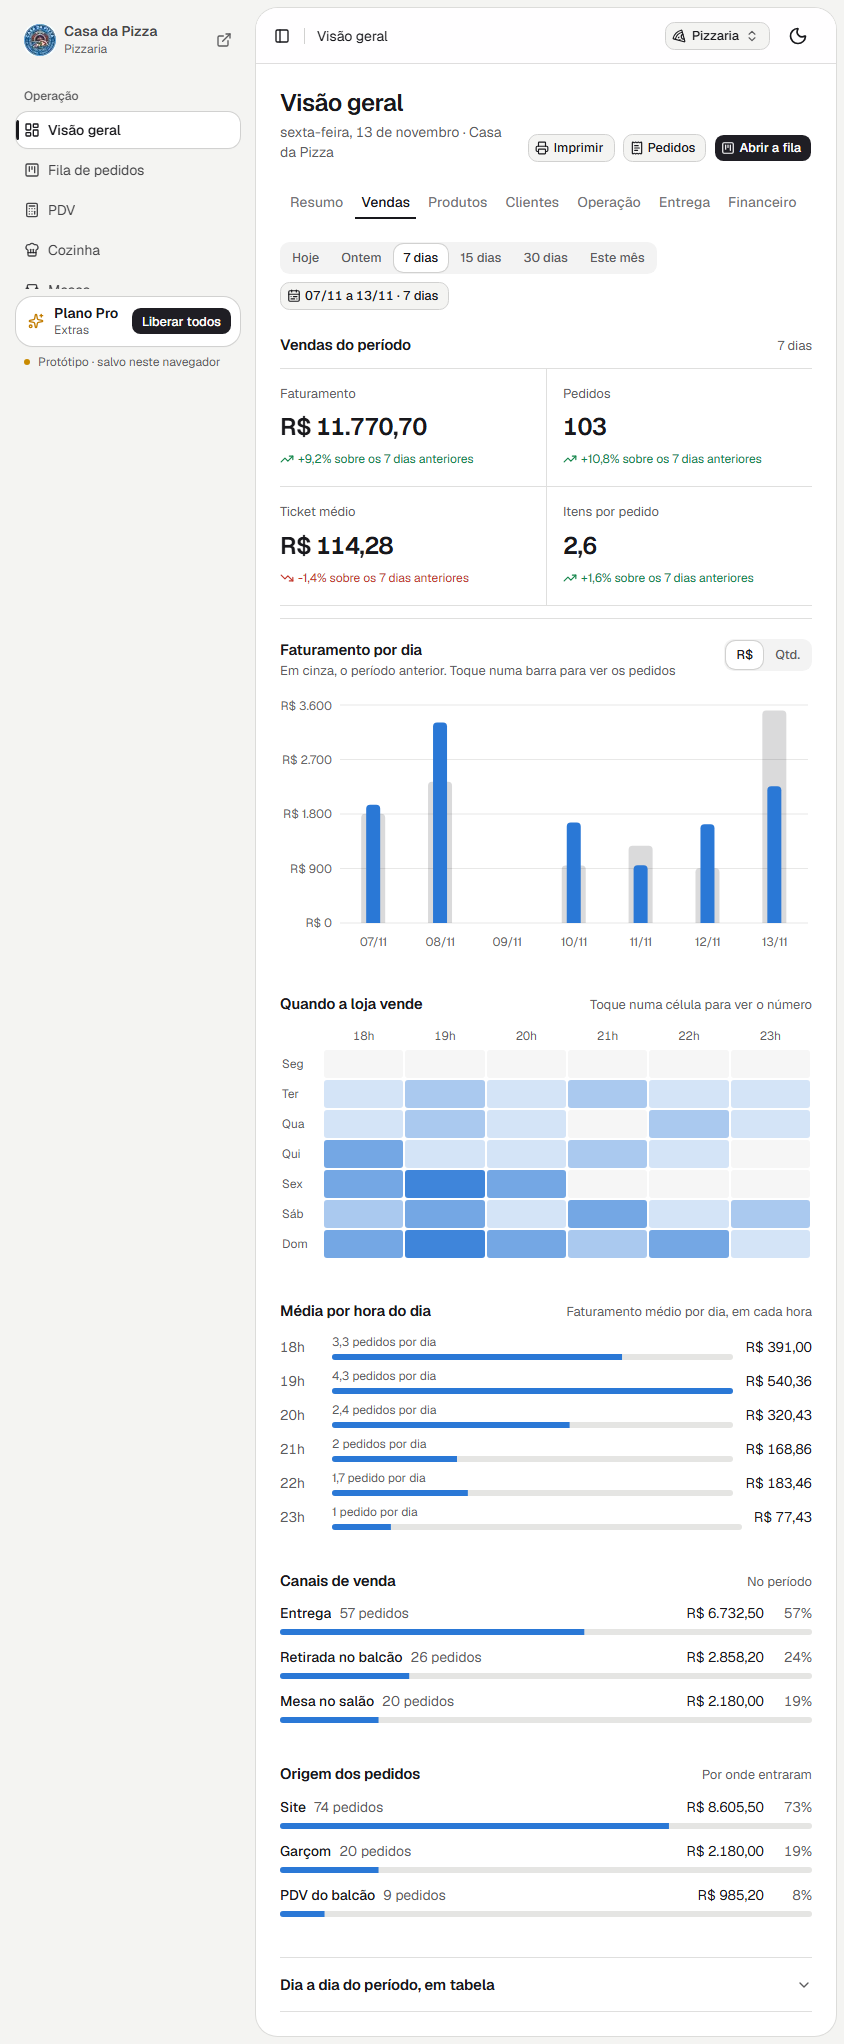 Casa da Pizza
Pizzaria
Operação
Visão geral
Fila de pedidos
PDV
Cozinha
Plano Pro
Extras
Liberar todos
Protótipo · salvo neste navegador
Visão geral
Pizzaria
Visão geral
sexta-feira, 13 de novembro · Casa
da Pizza
Imprimir
Pedidos
Abrir a fila
Resumo Vendas Produtos Clientes Operação Entrega Financeiro
Hoje Ontem 7 dias 15 dias 30 dias Este mês
07/11 a 13/11 · 7 dias
Vendas do período
7 dias
Faturamento
R$ 11.770,70
+9,2% sobre os 7 dias anteriores
Pedidos
103
+10,8% sobre os 7 dias anteriores
Ticket médio
R$ 114,28
-1,4% sobre os 7 dias anteriores
Itens por pedido
2,6
+1,6% sobre os 7 dias anteriores
Faturamento por dia
Em cinza, o período anterior. Toque numa barra para ver os pedidos
R$ Qtd.
R$ 3.600
R$ 2.700
R$ 1.800
R$ 900
R$ 0
07/11 08/11 09/11 10/11 11/11 12/11 13/11
Quando a loja vende
Toque numa célula para ver o número
18h 19h 20h 21h 22h 23h
Seg
Ter
Qua
Qui
Sex
Sáb
Dom
Média por hora do dia
Faturamento médio por dia, em cada hora
18h 3,3 pedidos por dia R$ 391,00
19h 4,3 pedidos por dia R$ 540,36
20h 2,4 pedidos por dia R$ 320,43
21h 2 pedidos por dia R$ 168,86
22h 1,7 pedido por dia R$ 183,46
23h 1 pedido por dia R$ 77,43
Canais de venda
No período
Entrega 57 pedidos R$ 6.732,50 57%
Retirada no balcão 26 pedidos R$ 2.858,20 24%
Mesa no salão 20 pedidos R$ 2.180,00 19%
Origem dos pedidos
Por onde entraram
Site 74 pedidos R$ 8.605,50 73%
Garçom 20 pedidos R$ 2.180,00 19%
PDV do balcão 9 pedidos R$ 985,20 8%
Dia a dia do período, em tabela